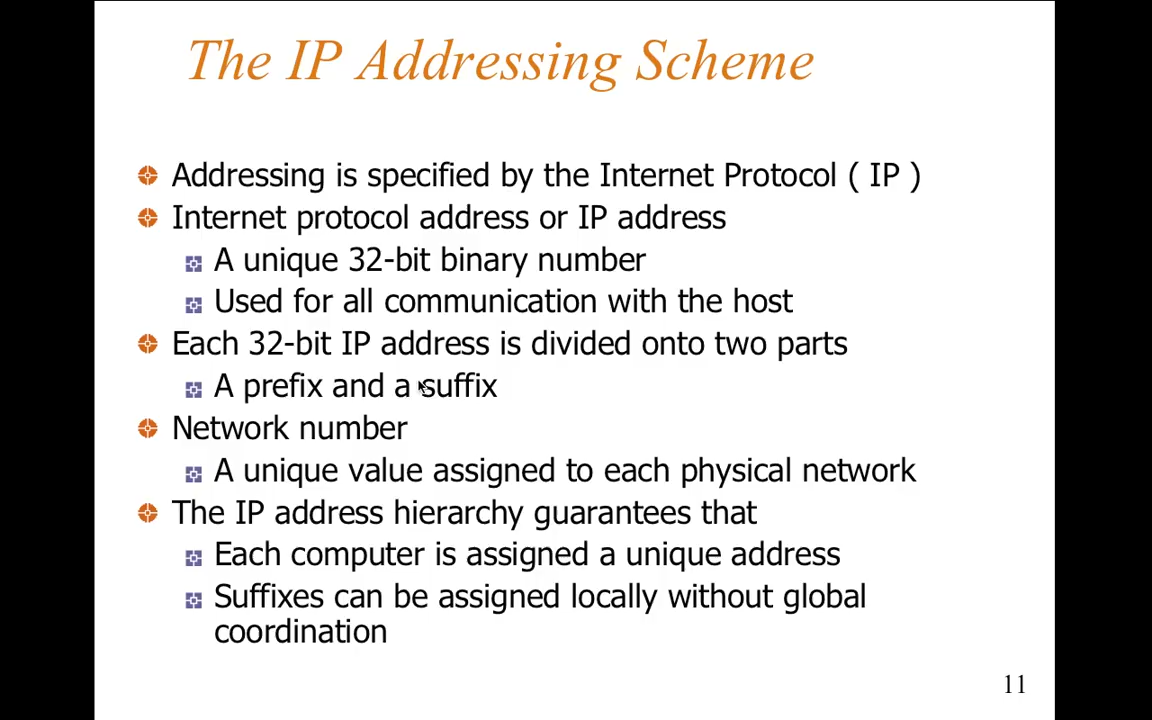 The IP Addressing Scheme
Addressing is specified by the Internet Protocol ( IP )
Internet protocol address or IP address
A unique 32-bit binary number
Used for all communication with the host
Each 32-bit IP address is divided onto two parts
A prefix and a suffix
Network number
A unique value assigned to each physical network
The IP address hierarchy guarantees that
Each computer is assigned a unique address
Suffixes can be assigned locally without global
coordination
11